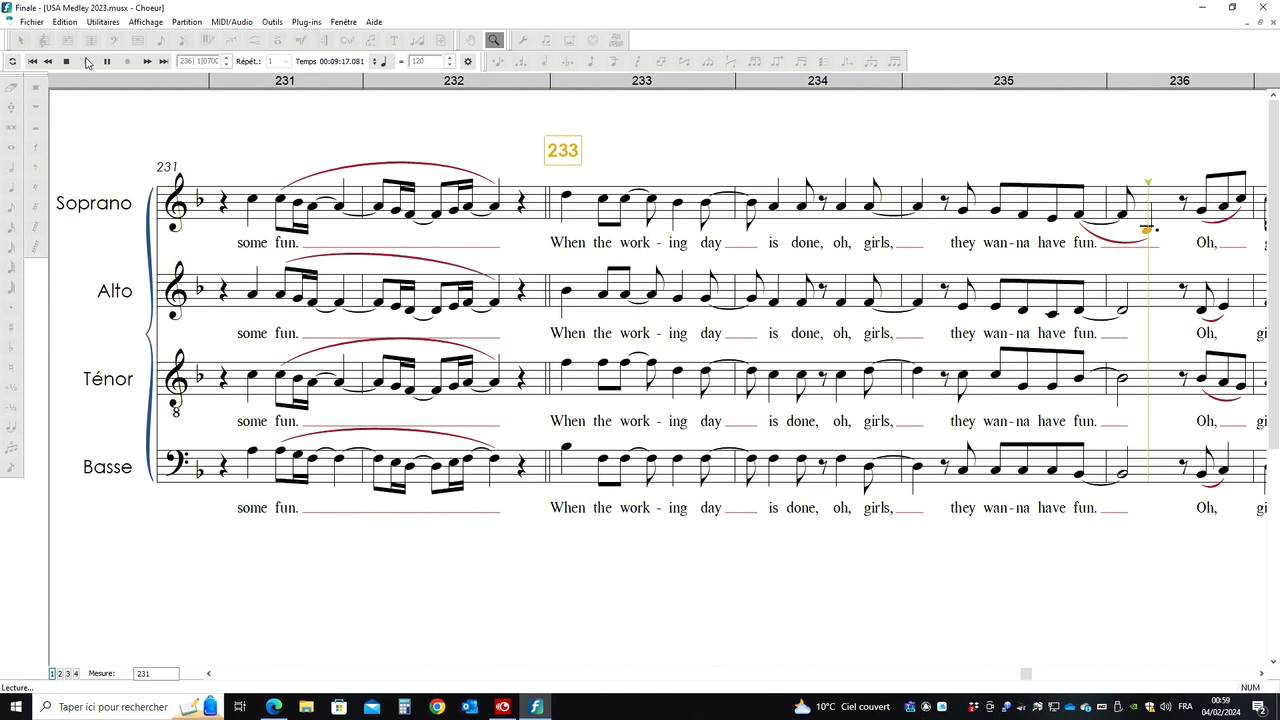 Finale - [USA Medley 2023.musx - Choeur]
Fichier Edition Utilitaires Affichage Partition MIDI/Audio Outils Plug-ins Fenêtre Aide
Répét.: 1 Temps 00:09:17.081 = 120
231 232 233 234 235 236
233
231
Soprano
some fun. When the work - ing day is done, oh, girls, they wan-na have fun. Oh,
Alto
some fun. When the work - ing day is done, oh, girls, they wan-na have fun. Oh,
Ténor
8
some fun. When the work - ing day is done, oh, girls, they wan-na have fun. Oh,
Basse
some fun. When the work - ing day is done, oh, girls, they wan-na have fun. Oh,
1 2 3 4 Mesure: 231
Lecture... NUM
Taper ici pour rechercher 10°C Ciel couvert FRA 00:59
04/02/2024